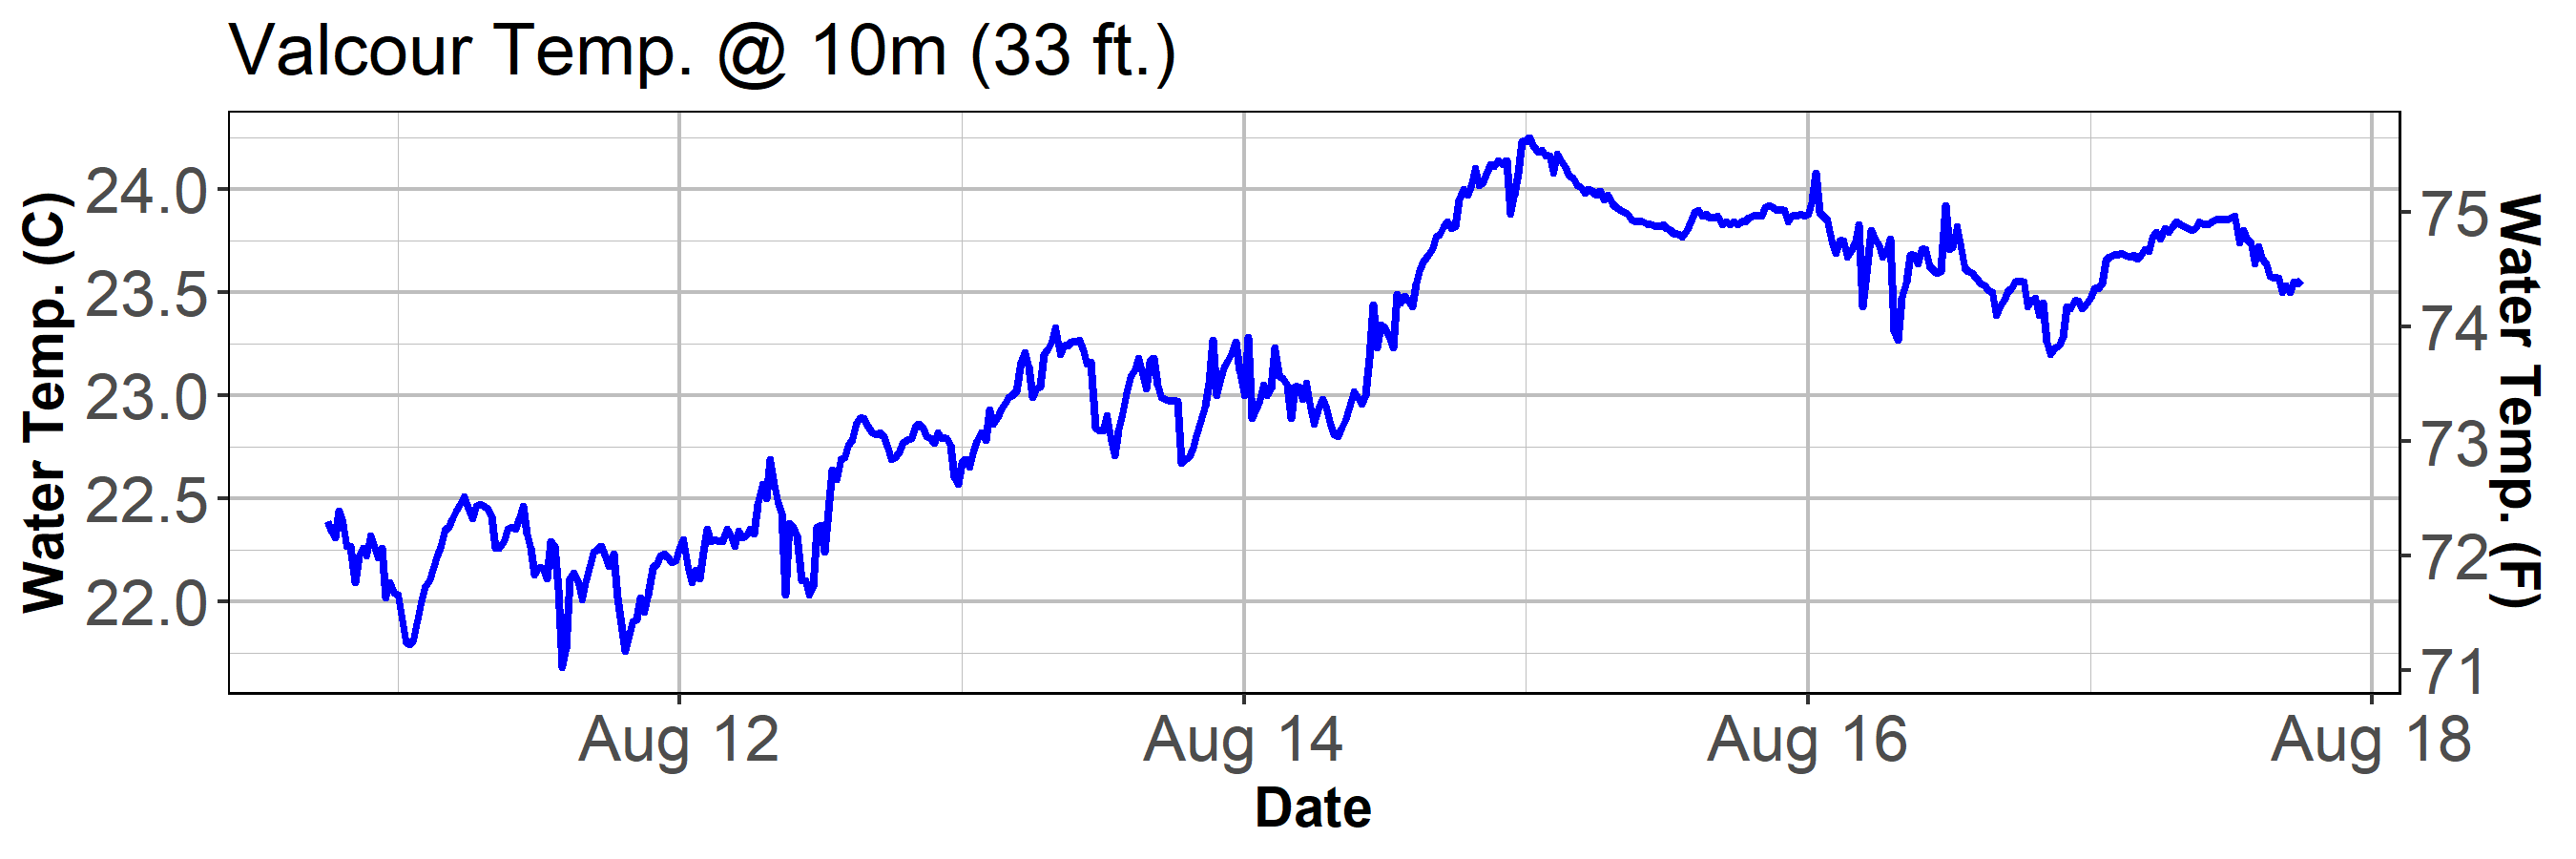 Valcour Temp. @ 10m (33 ft.)
Water Temp. (C)
24.0
23.5
23.0
22.5
22.0
75
74
73
72
71
Water Temp. (F)
Aug 12
Aug 14
Aug 16
Aug 18
Date